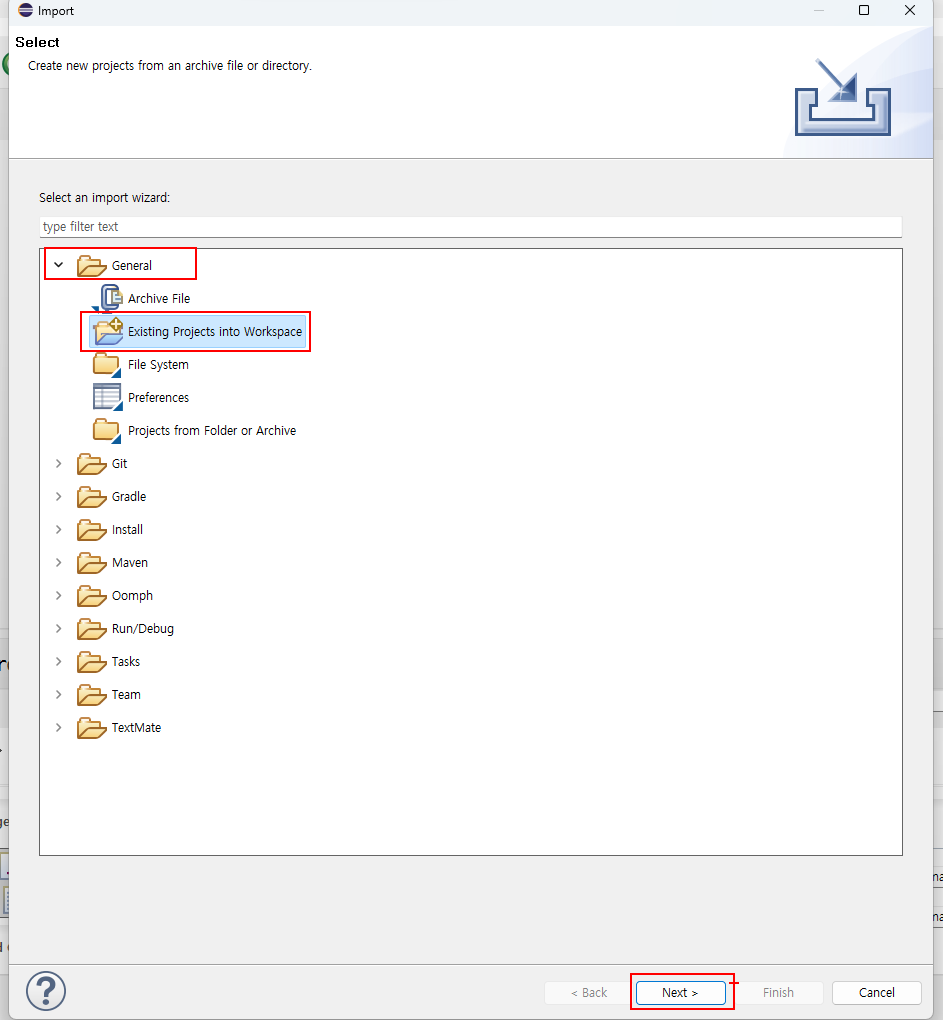 Import
Select
Create new projects from an archive file or directory.
Select an import wizard:
type filter text
General
Archive File
Existing Projects into Workspace
File System
Preferences
Projects from Folder or Archive
Git
Gradle
Install
Maven
Oomph
Run/Debug
Tasks
Team
TextMate
< Back
Next >
Finish
Cancel